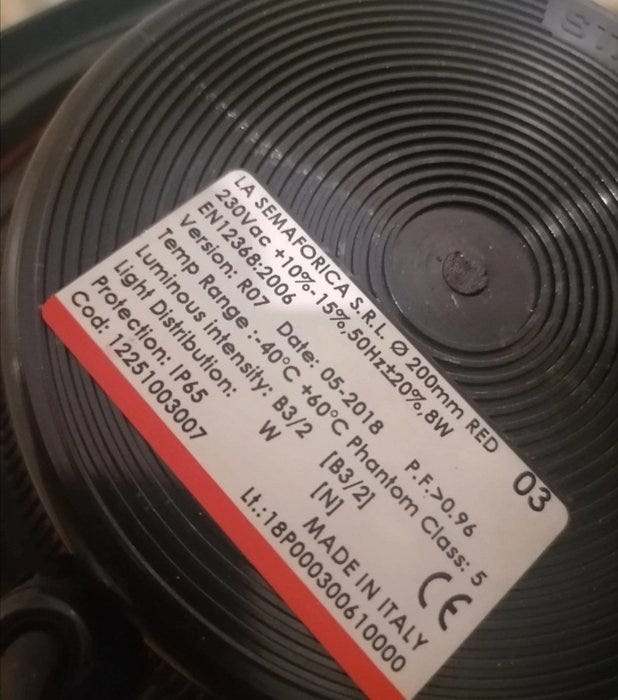 LA SEMAFORICA S.R.L. Ø 200mm RED 03
230Vac +10%-15%,50Hz±20%,8W
EN12368:2006 P.F.>0.96
Version: R07 Date: 05-2018
Temp Range :-40°C +60°C Phantom Class: 5
Luminous intensity: B3/2 [B3/2]
Light Distribution: W [N]
Protection: IP65 MADE IN ITALY CE
Cod: 12251003007 Lt.:18P000300610000